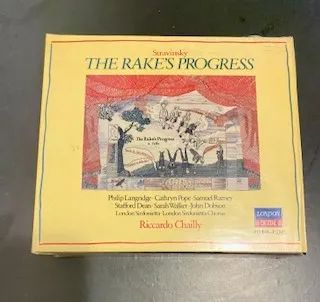 Stravinsky
THE RAKE'S PROGRESS
The Rake's Progress
Philip Langridge·Cathryn Pope·Samuel Ramey
Stafford Dean·Sarah Walker·John Dobson
London Sinfonietta·London Sinfonietta Chorus
Riccardo Chailly
LONDON